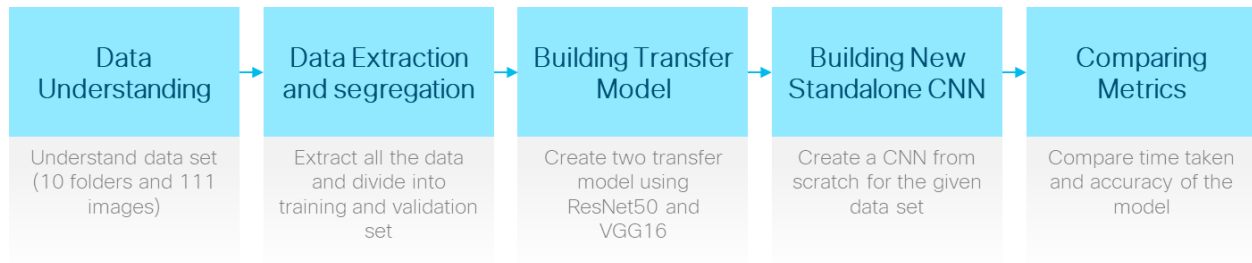 Data
Understanding
Understand data set
(10 folders and 111
images)
Data Extraction
and segregation
Extract all the data
and divide into
training and validation
set
Building Transfer
Model
Create two transfer
model using
ResNet50 and
VGG16
Building New
Standalone CNN
Create a CNN from
scratch for the given
data set
Comparing
Metrics
Compare time taken
and accuracy of the
model